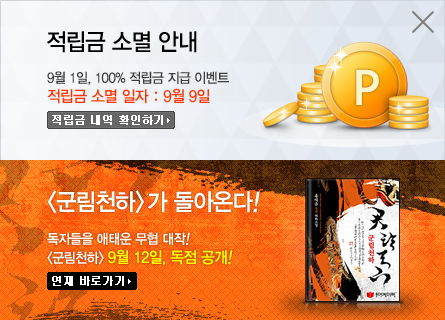 적립금 소멸 안내
9월 1일, 100% 적립금 지급 이벤트
적립금 소멸 일자 : 9월 9일
적립금 내역 확인하기
P
〈군림천하〉가 돌아온다!
독자들을 애태운 무협 대작!
〈군림천하〉 9월 12일, 독점 공개!
연재 바로가기
군림천하